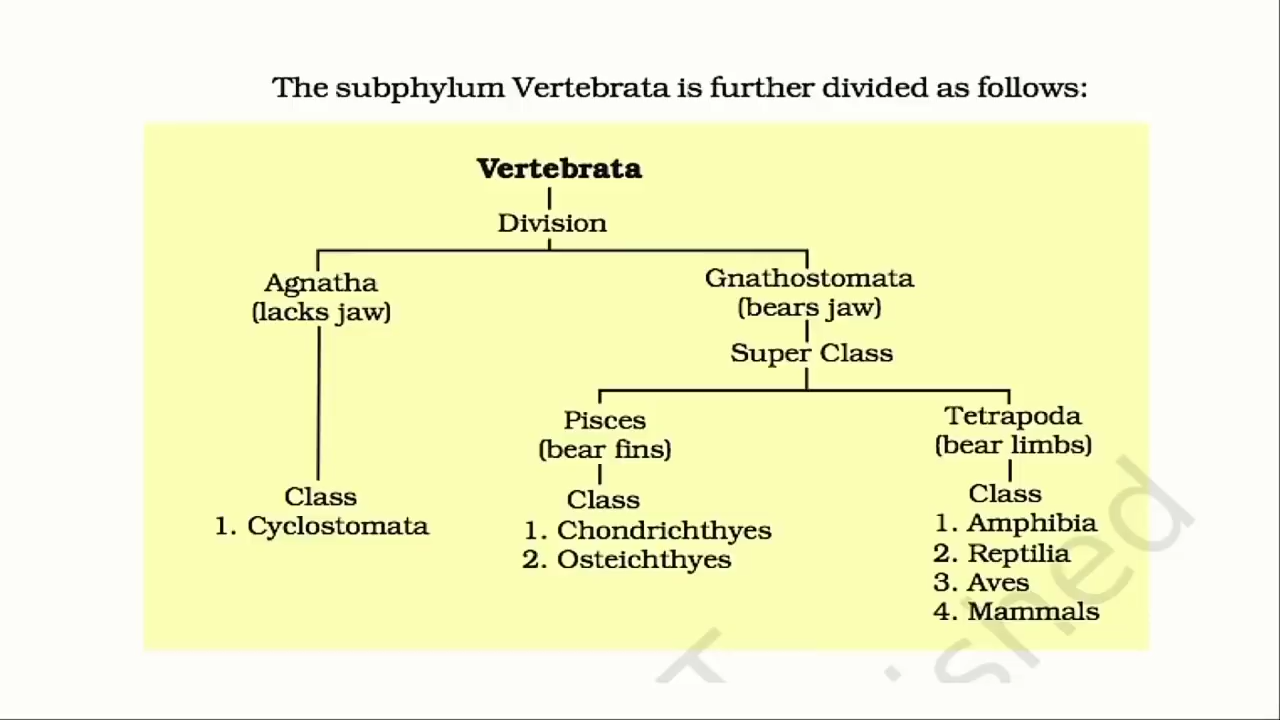 The subphylum Vertebrata is further divided as follows:
Vertebrata
Division
Agnatha
(lacks jaw)
Gnathostomata
(bears jaw)
Super Class
Pisces
(bear fins)
Tetrapoda
(bear limbs)
Class
1. Cyclostomata
Class
1. Chondrichthyes
2. Osteichthyes
Class
1. Amphibia
2. Reptilia
3. Aves
4. Mammals